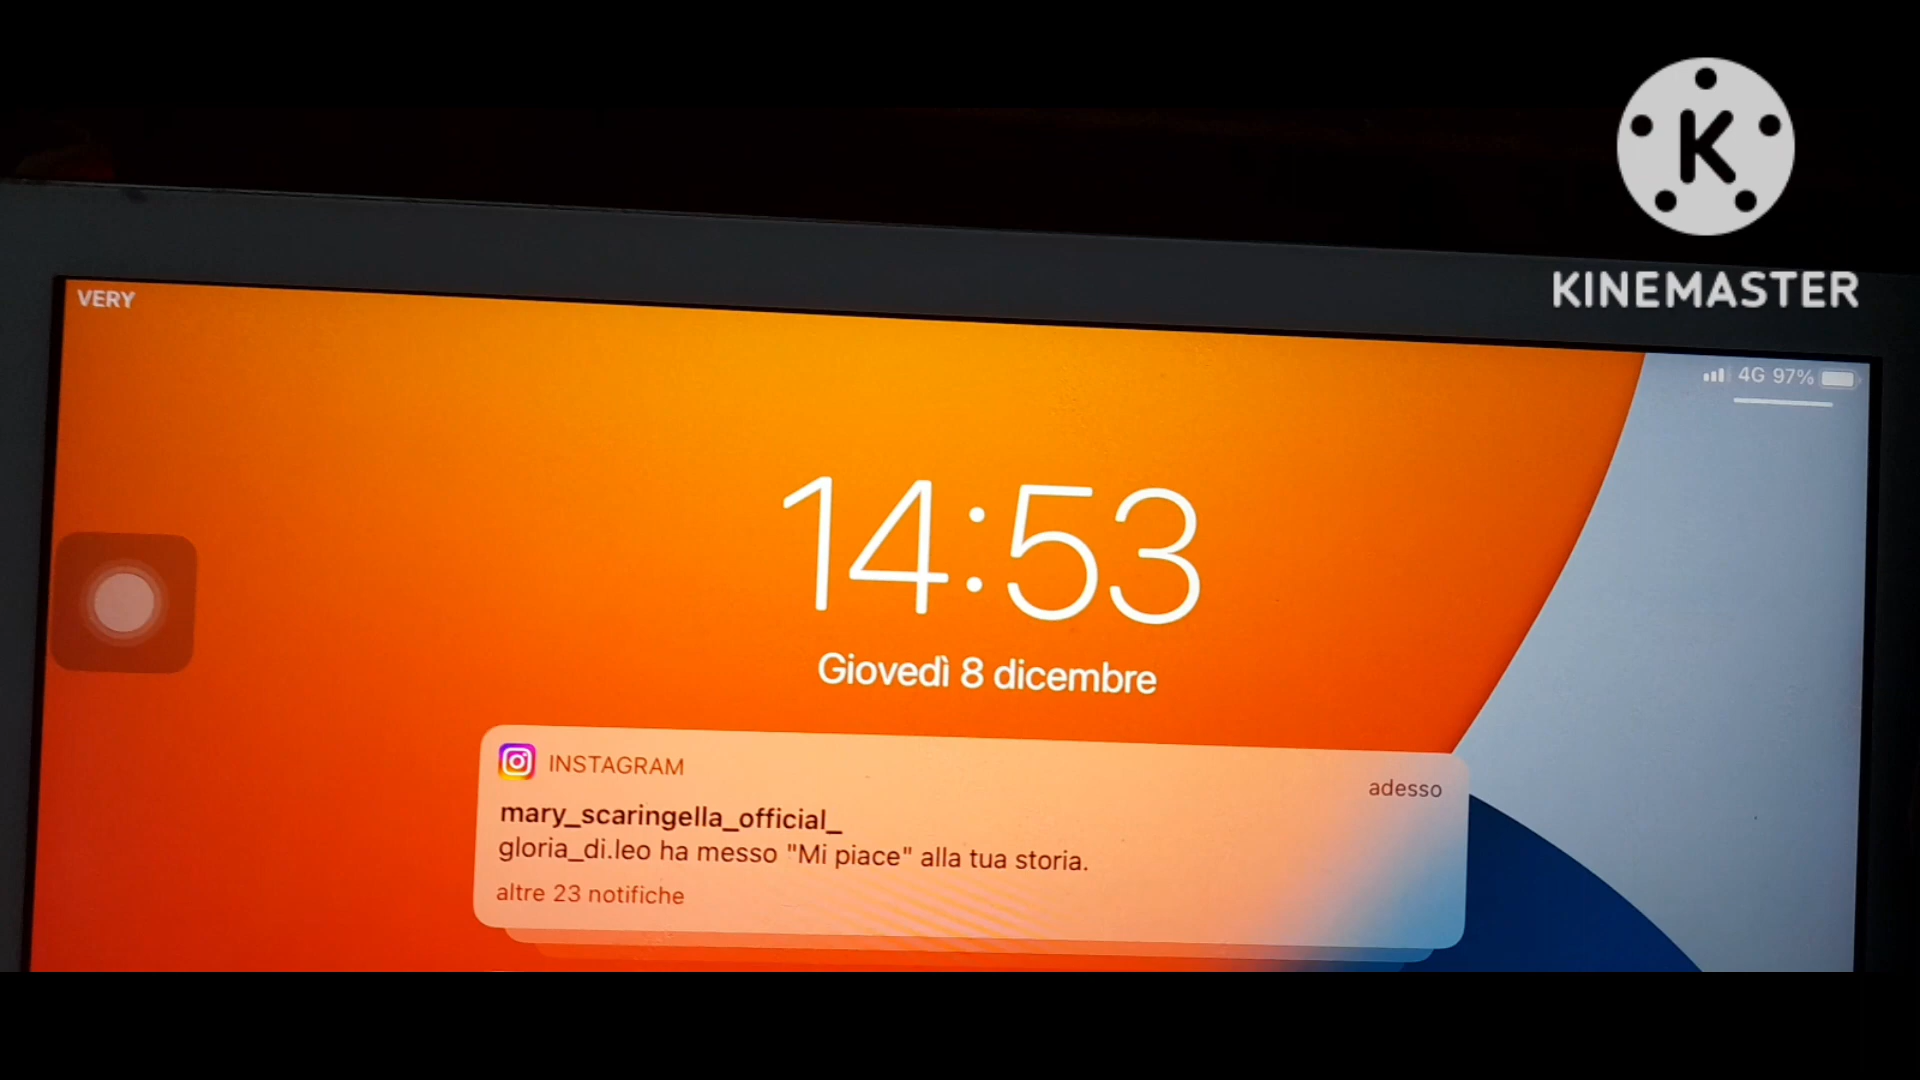 K
KINEMASTER
VERY
4G 97%
14:53
Giovedì 8 dicembre
INSTAGRAM
adesso
mary_scaringella_official_
gloria_di.leo ha messo "Mi piace" alla tua storia.
altre 23 notifiche